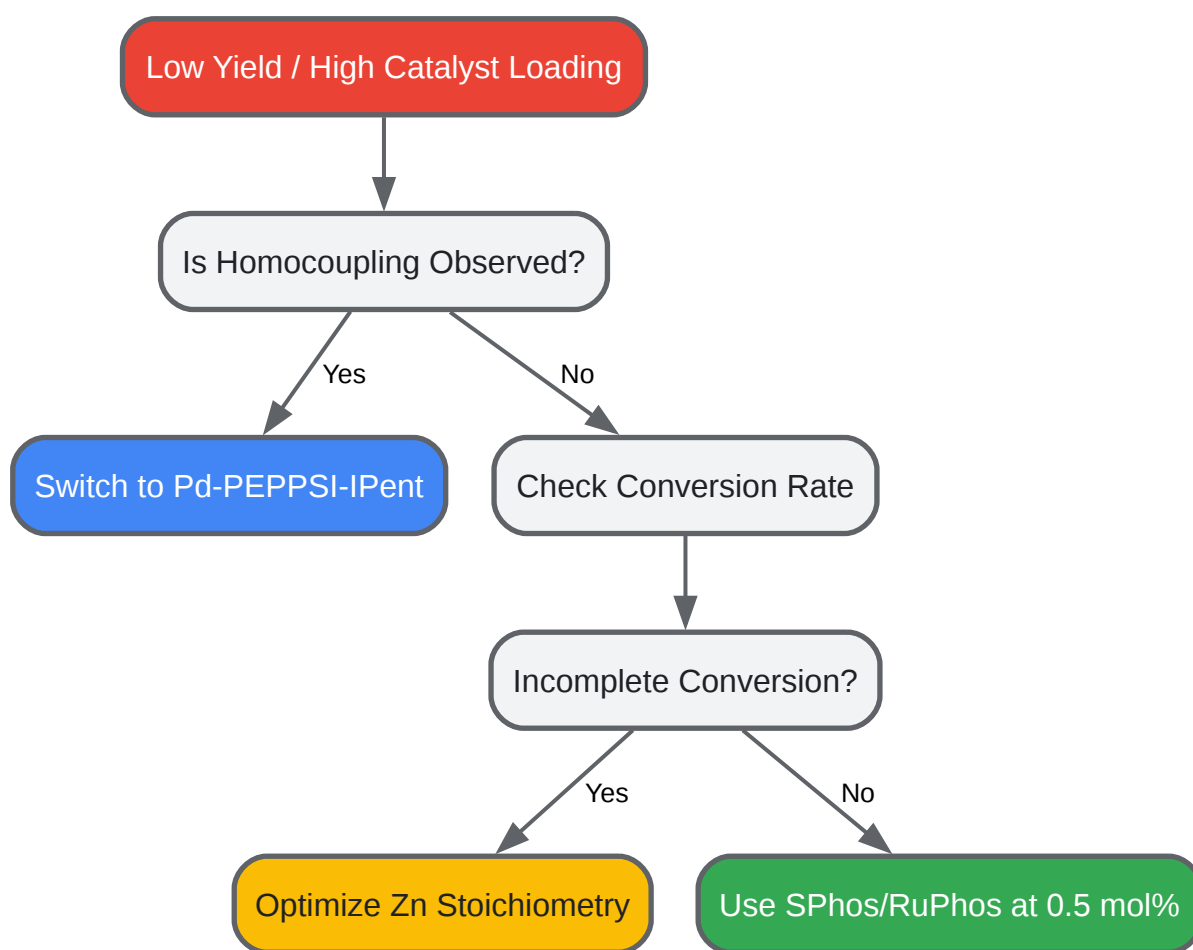 Low Yield / High Catalyst Loading
Is Homocoupling Observed?
Yes
No
Switch to Pd-PEPPSI-IPent
Check Conversion Rate
Incomplete Conversion?
Yes
No
Optimize Zn Stoichiometry
Use SPhos/RuPhos at 0.5 mol%